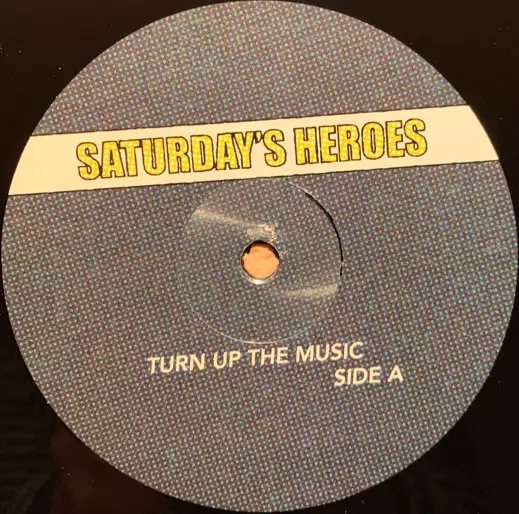 SATURDAY'S HEROES
TURN UP THE MUSIC
SIDE A